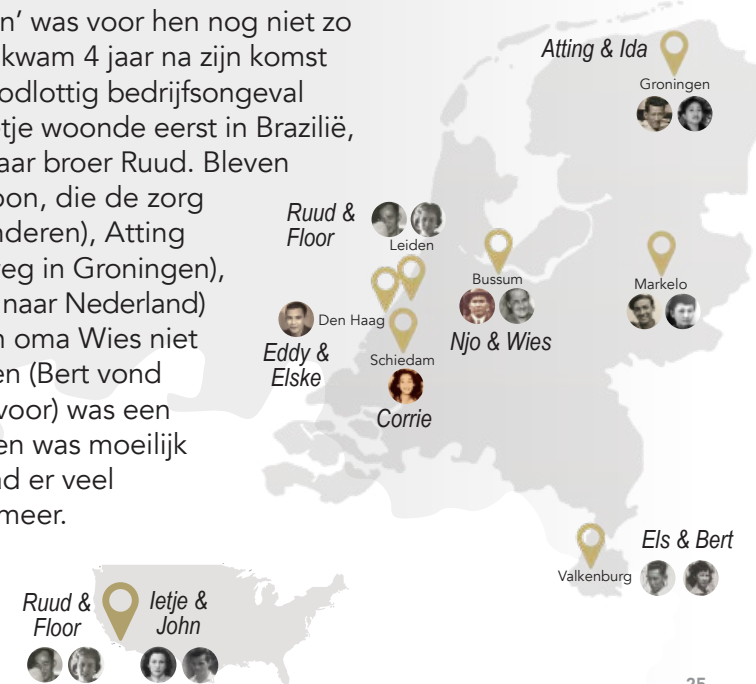 n’ was voor hen nog niet zo
kwam 4 jaar na zijn komst
odlottig bedrijfsongeval
tje woonde eerst in Brazilië,
aar broer Ruud. Bleven
oon, die de zorg
nderen), Atting
eg in Groningen),
naar Nederland)
n oma Wies niet
en (Bert vond
voor) was een
en was moeilijk
ad er veel
meer.
Atting & Ida
Groningen
Ruud &
Floor
Leiden
Bussum
Njo & Wies
Markelo
Den Haag
Eddy &
Elske
Schiedam
Corrie
Els & Bert
Valkenburg
Ruud &
Floor
Ietje &
John
25